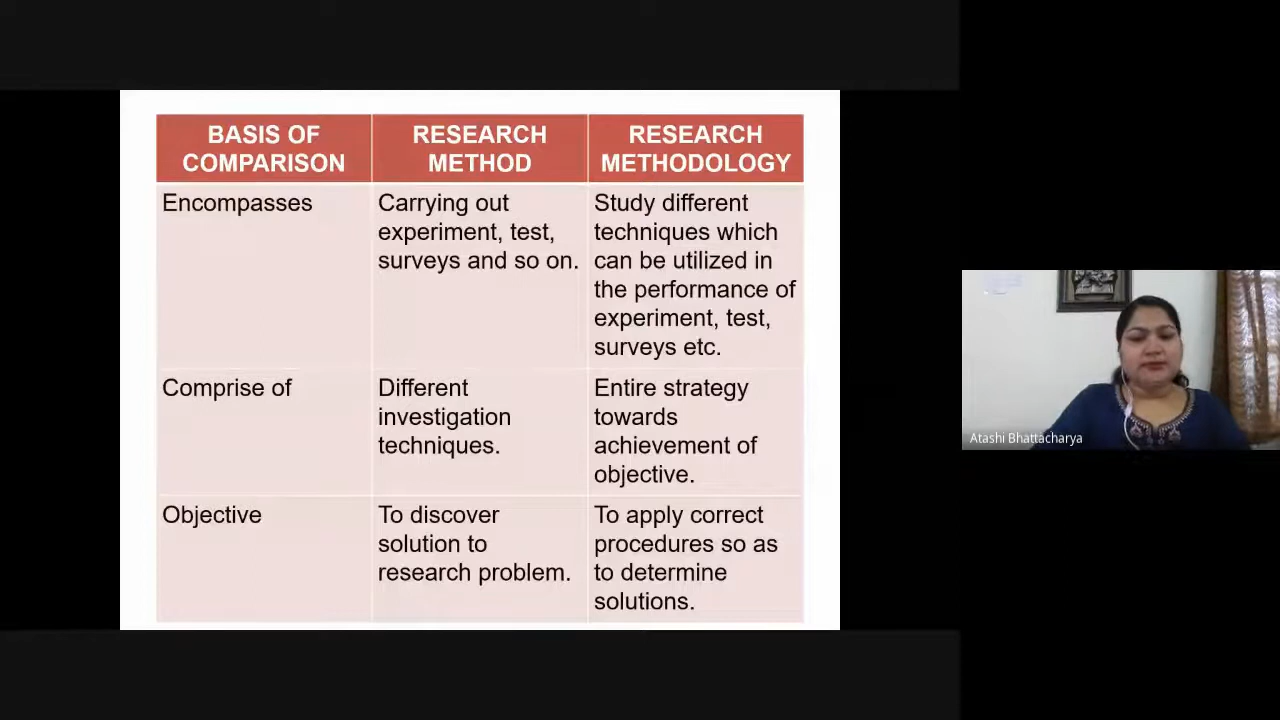 BASIS OF
COMPARISON
RESEARCH
METHOD
RESEARCH
METHODOLOGY
Encompasses
Carrying out
experiment, test,
surveys and so on.
Study different
techniques which
can be utilized in
the performance of
experiment, test,
surveys etc.
Comprise of
Different
investigation
techniques.
Entire strategy
towards
achievement of
objective.
Objective
To discover
solution to
research problem.
To apply correct
procedures so as
to determine
solutions.
Atashi Bhattacharya